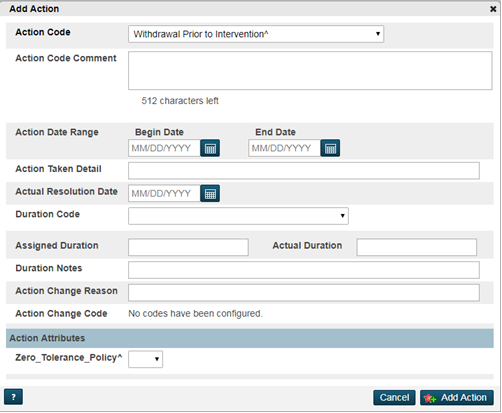 Add Action
Action Code Withdrawal Prior to Intervention^
Action Code Comment
512 characters left
Action Date Range Begin Date End Date
MM/DD/YYYY MM/DD/YYYY
Action Taken Detail
Actual Resolution Date MM/DD/YYYY
Duration Code
Assigned Duration Actual Duration
Duration Notes
Action Change Reason
Action Change Code No codes have been configured.
Action Attributes
Zero_Tolerance_Policy^
? Cancel Add Action